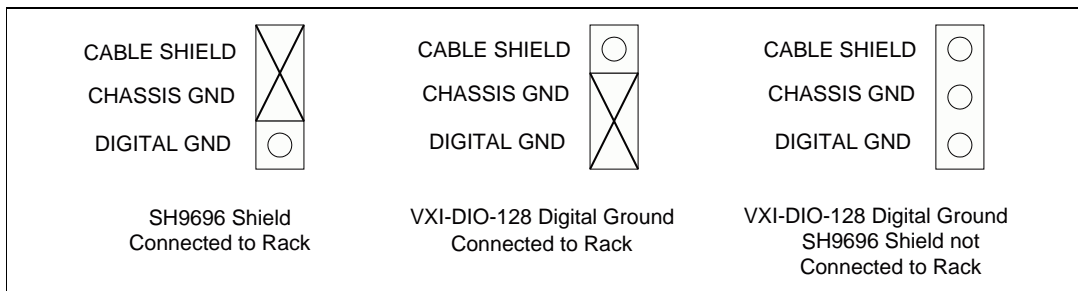 CABLE SHIELD
CHASSIS GND
DIGITAL GND
SH9696 Shield
Connected to Rack
CABLE SHIELD
CHASSIS GND
DIGITAL GND
VXI-DIO-128 Digital Ground
Connected to Rack
CABLE SHIELD
CHASSIS GND
DIGITAL GND
VXI-DIO-128 Digital Ground
SH9696 Shield not
Connected to Rack